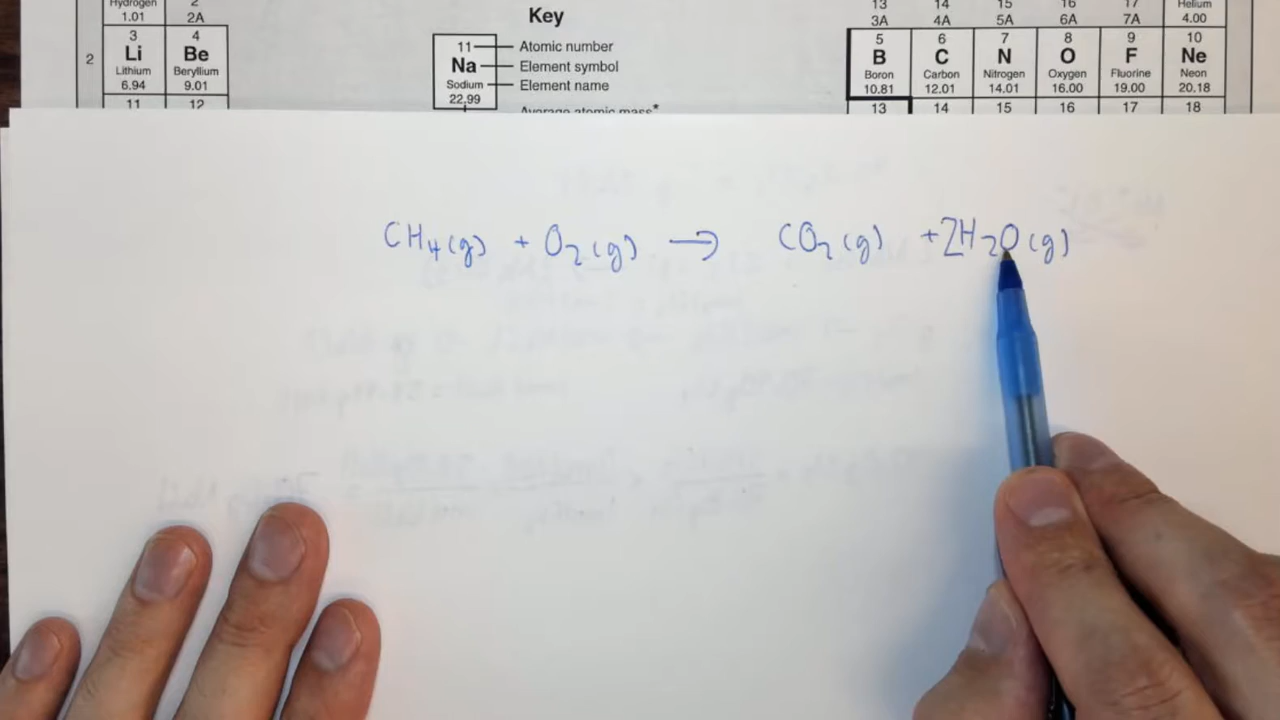 Hydrogen 2 13 14 15 16 17 Helium
1.01 2A 3A 4A 5A 6A 7A 4.00
Key
3 4 5 6 7 8 9 10
2 Li Be B C N O F Ne
Lithium Beryllium Boron Carbon Nitrogen Oxygen Fluorine Neon
6.94 9.01 10.81 12.01 14.01 16.00 19.00 20.18
11 12 13 14 15 16 17 18
11 Atomic number
Na Element symbol
Sodium Element name
22.99 Average atomic mass*
CH4(g) + O2(g) → CO2(g) + 2H2O(g)